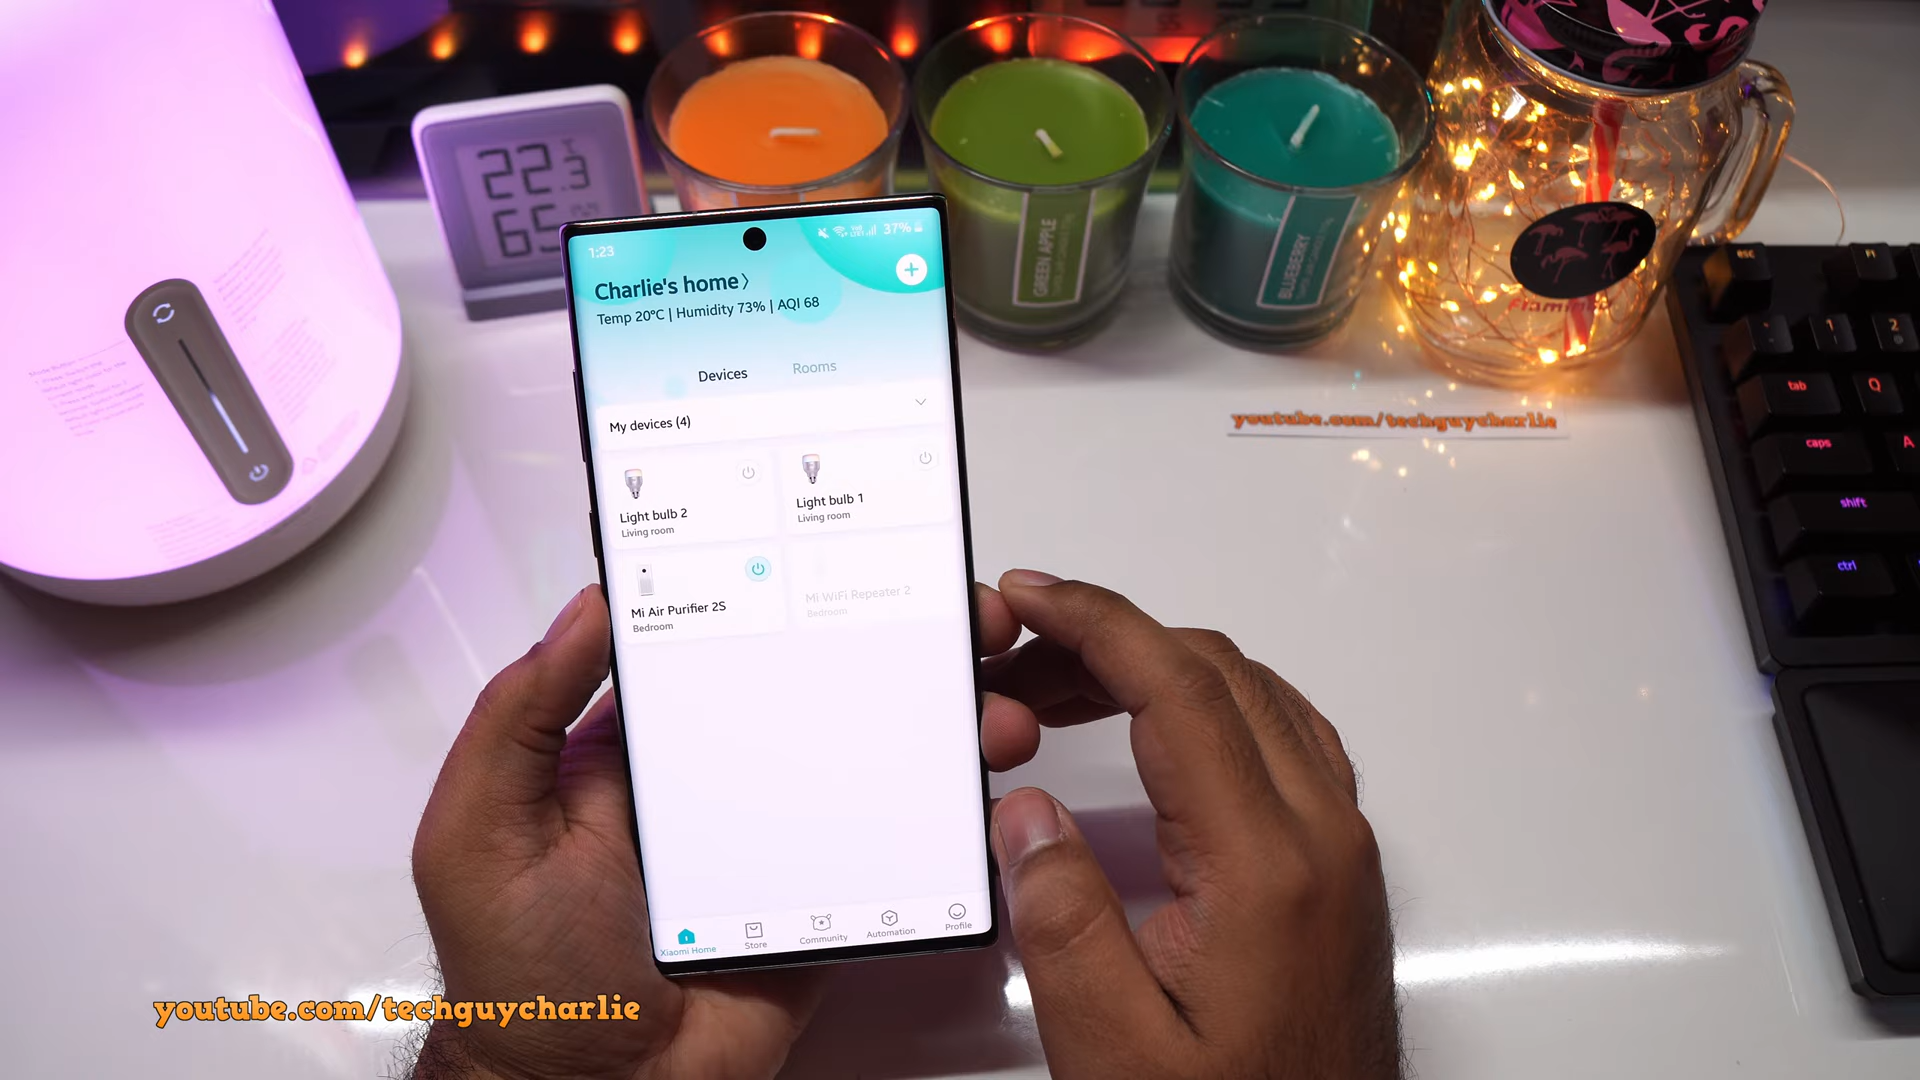 22.3
65
GREEN APPLE
BLUEBERRY
Flamingo
esc
F1
1
2
tab
Q
caps
A
shift
ctrl
1:23
37%
Charlie's home
Temp 20°C | Humidity 73% | AQI 68
Devices
Rooms
My devices (4)
Light bulb 2
Living room
Light bulb 1
Living room
Mi Air Purifier 2S
Bedroom
Mi WiFi Repeater 2
Bedroom
Xiaomi Home
Store
Community
Automation
Profile
youtube.com/techguycharlie
youtube.com/techguycharlie